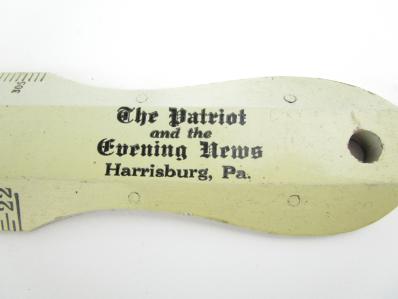 The Patriot
and the
Evening News
Harrisburg, Pa.
22